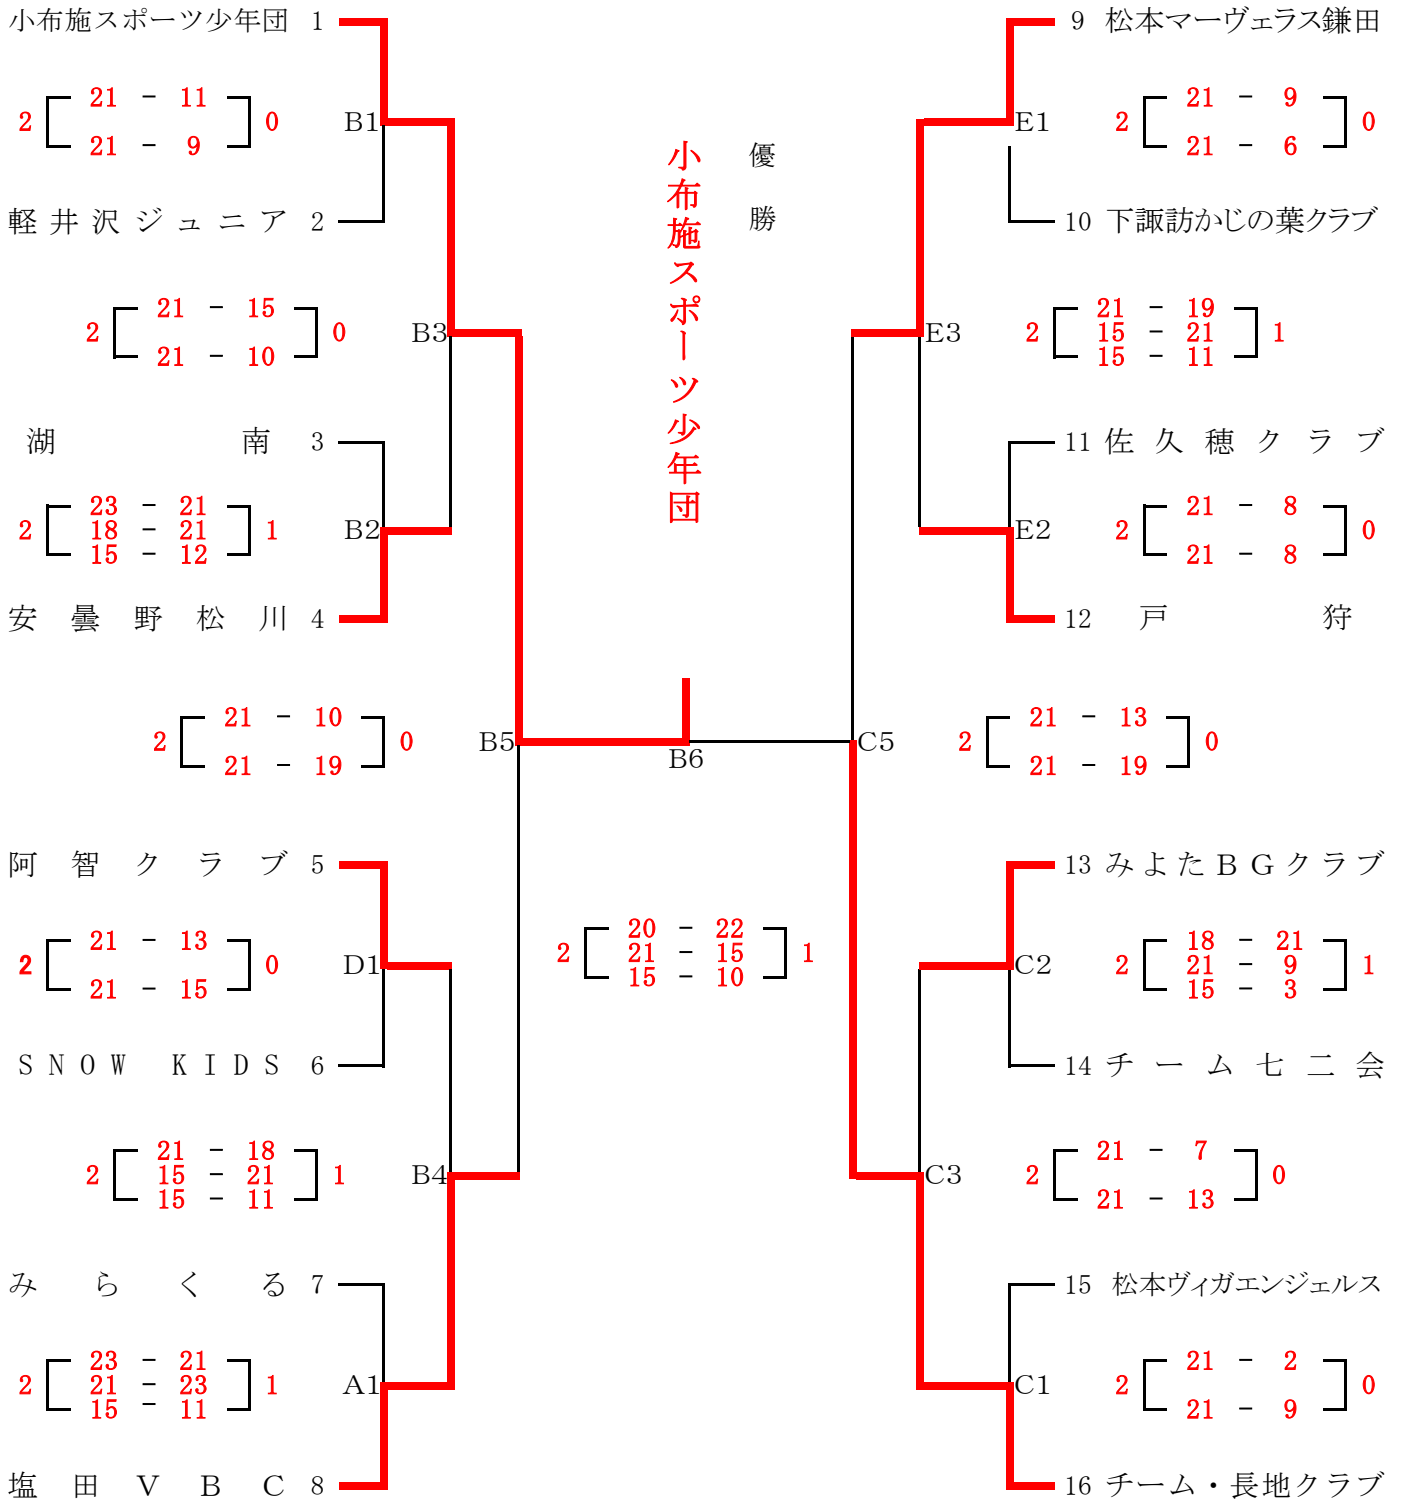 小布施スポーツ少年団 1
2 21 - 11 0
21 - 9
B1
軽井沢ジュニア 2
2 21 - 15 0
21 - 10
B3
湖南 3
2 23 - 21 1
18 - 21
15 - 12
B2
安曇野松川 4
2 21 - 10 0
21 - 19
B5
阿智クラブ 5
2 21 - 13 0
21 - 15
D1
SNOW KIDS 6
2 21 - 18 1
15 - 21
15 - 11
B4
みらくる 7
2 23 - 21 1
21 - 23
15 - 11
A1
塩田VBC 8
優勝
小布施スポーツ少年団
B6
2 20 - 22 1
21 - 15
15 - 10
9 松本マーヴェラス鎌田
E1
2 21 - 9 0
21 - 6
10 下諏訪かじの葉クラブ
E3
2 21 - 19 1
15 - 21
15 - 11
11 佐久穂クラブ
E2
2 21 - 8 0
21 - 8
12 戸狩
C5
2 21 - 13 0
21 - 19
13 みよたBGクラブ
C2
2 18 - 21 1
21 - 9
15 - 3
14 チーム七二会
C3
2 21 - 7 0
21 - 13
15 松本ヴィガエンジェルス
C1
2 21 - 2 0
21 - 9
16 チーム・長地クラブ